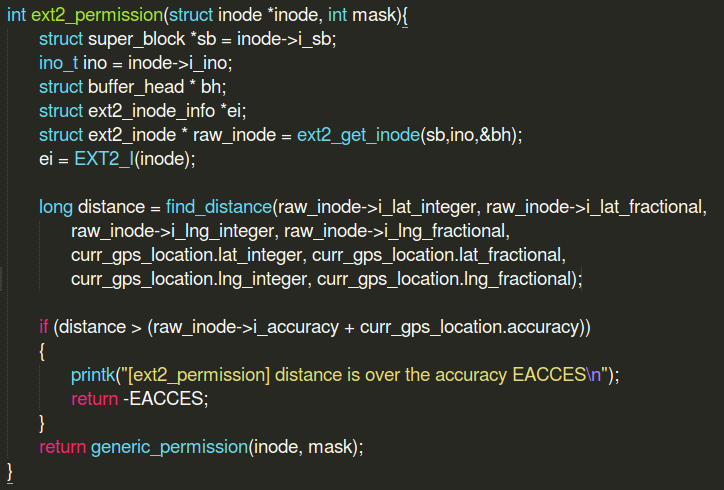 int ext2_permission(struct inode *inode, int mask){
    struct super_block *sb = inode->i_sb;
    ino_t ino = inode->i_ino;
    struct buffer_head * bh;
    struct ext2_inode_info *ei;
    struct ext2_inode * raw_inode = ext2_get_inode(sb,ino,&bh);
    ei = EXT2_I(inode);

    long distance = find_distance(raw_inode->i_lat_integer, raw_inode->i_lat_fractional,
        raw_inode->i_lng_integer, raw_inode->i_lng_fractional,
        curr_gps_location.lat_integer, curr_gps_location.lat_fractional,
        curr_gps_location.lng_integer, curr_gps_location.lng_fractional);

    if (distance > (raw_inode->i_accuracy + curr_gps_location.accuracy))
    {
        printk("[ext2_permission] distance is over the accuracy EACCES\n");
        return -EACCES;
    }
    return generic_permission(inode, mask);
}